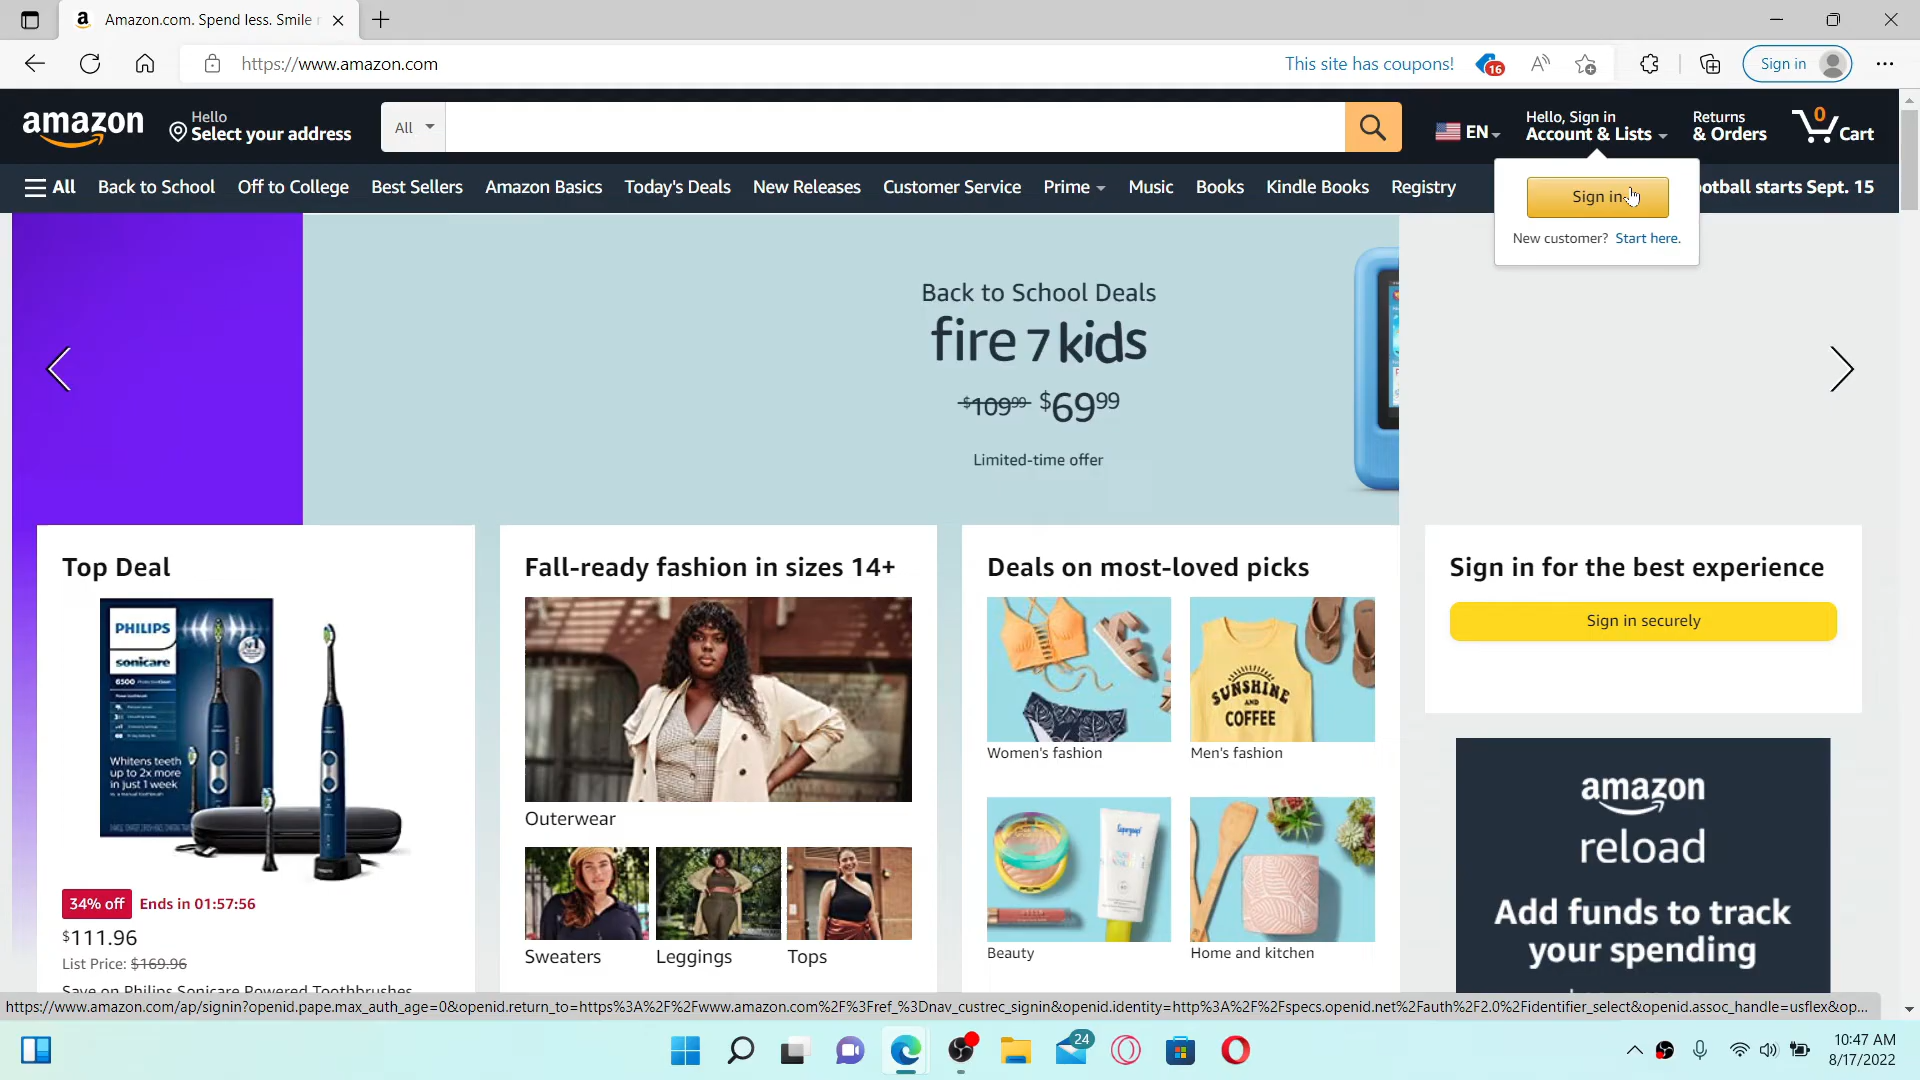 Amazon.com. Spend less. Smile
https://www.amazon.com
This site has coupons!
16
Sign in
amazon
Hello
Select your address
All
EN
Hello, Sign in
Account & Lists
Returns
& Orders
0
Cart
All
Back to School
Off to College
Best Sellers
Amazon Basics
Today's Deals
New Releases
Customer Service
Prime
Music
Books
Kindle Books
Registry
ootball starts Sept. 15
Sign in
New customer? Start here.
Back to School Deals
fire 7 kids
$109.99 $69.99
Limited-time offer
Top Deal
PHILIPS
sonicare
6500
Whitens teeth
up to 2x more
in just 1 week
34% off
Ends in 01:57:56
$111.96
List Price: $169.96
Save on Philips Sonicare Powered Toothbrushes
Fall-ready fashion in sizes 14+
Outerwear
Sweaters
Leggings
Tops
Deals on most-loved picks
SUNSHINE
AND
COFFEE
Women's fashion
Men's fashion
Supergoop!
Beauty
Home and kitchen
Sign in for the best experience
Sign in securely
amazon
reload
Add funds to track
your spending
https://www.amazon.com/ap/signin?openid.pape.max_auth_age=0&openid.return_to=https%3A%2F%2Fwww.amazon.com%2F%3Fref_%3Dnav_custrec_signin&openid.identity=http%3A%2F%2Fspecs.openid.net%2Fauth%2F2.0%2Fidentifier_select&openid.assoc_handle=usflex&op...
24
10:47 AM
8/17/2022